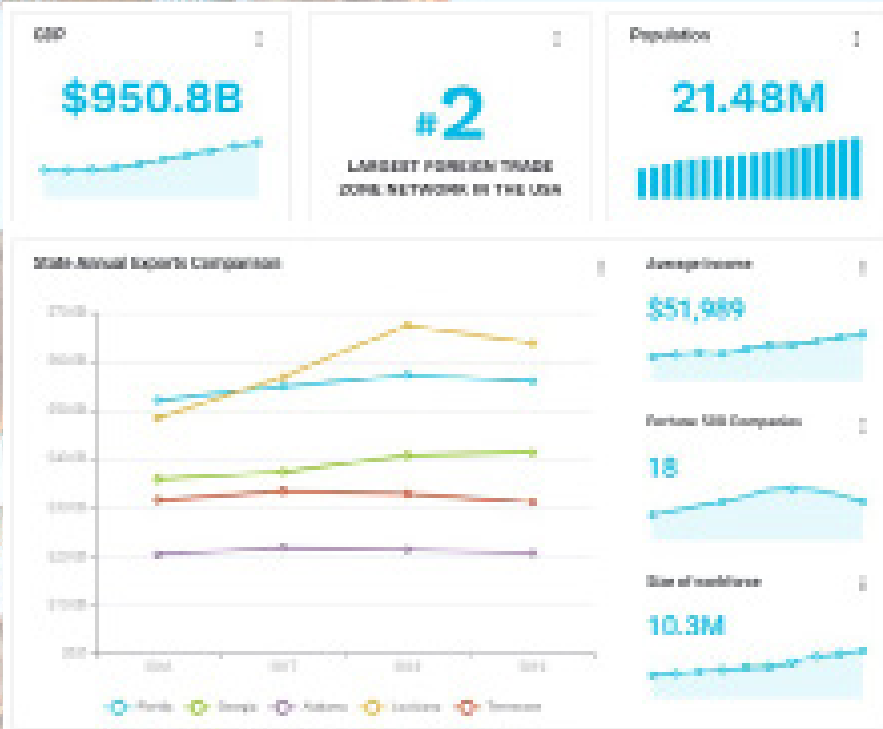 GDP
$950.8B
#2
LARGEST FOREIGN TRADE
ZONE NETWORK IN THE USA
Population
21.48M
State Annual Exports Comparison
Average Income
$51,989
Fortune 500 Companies
18
Size of workforce
10.3M
Florida Georgia Alabama Louisiana Tennessee